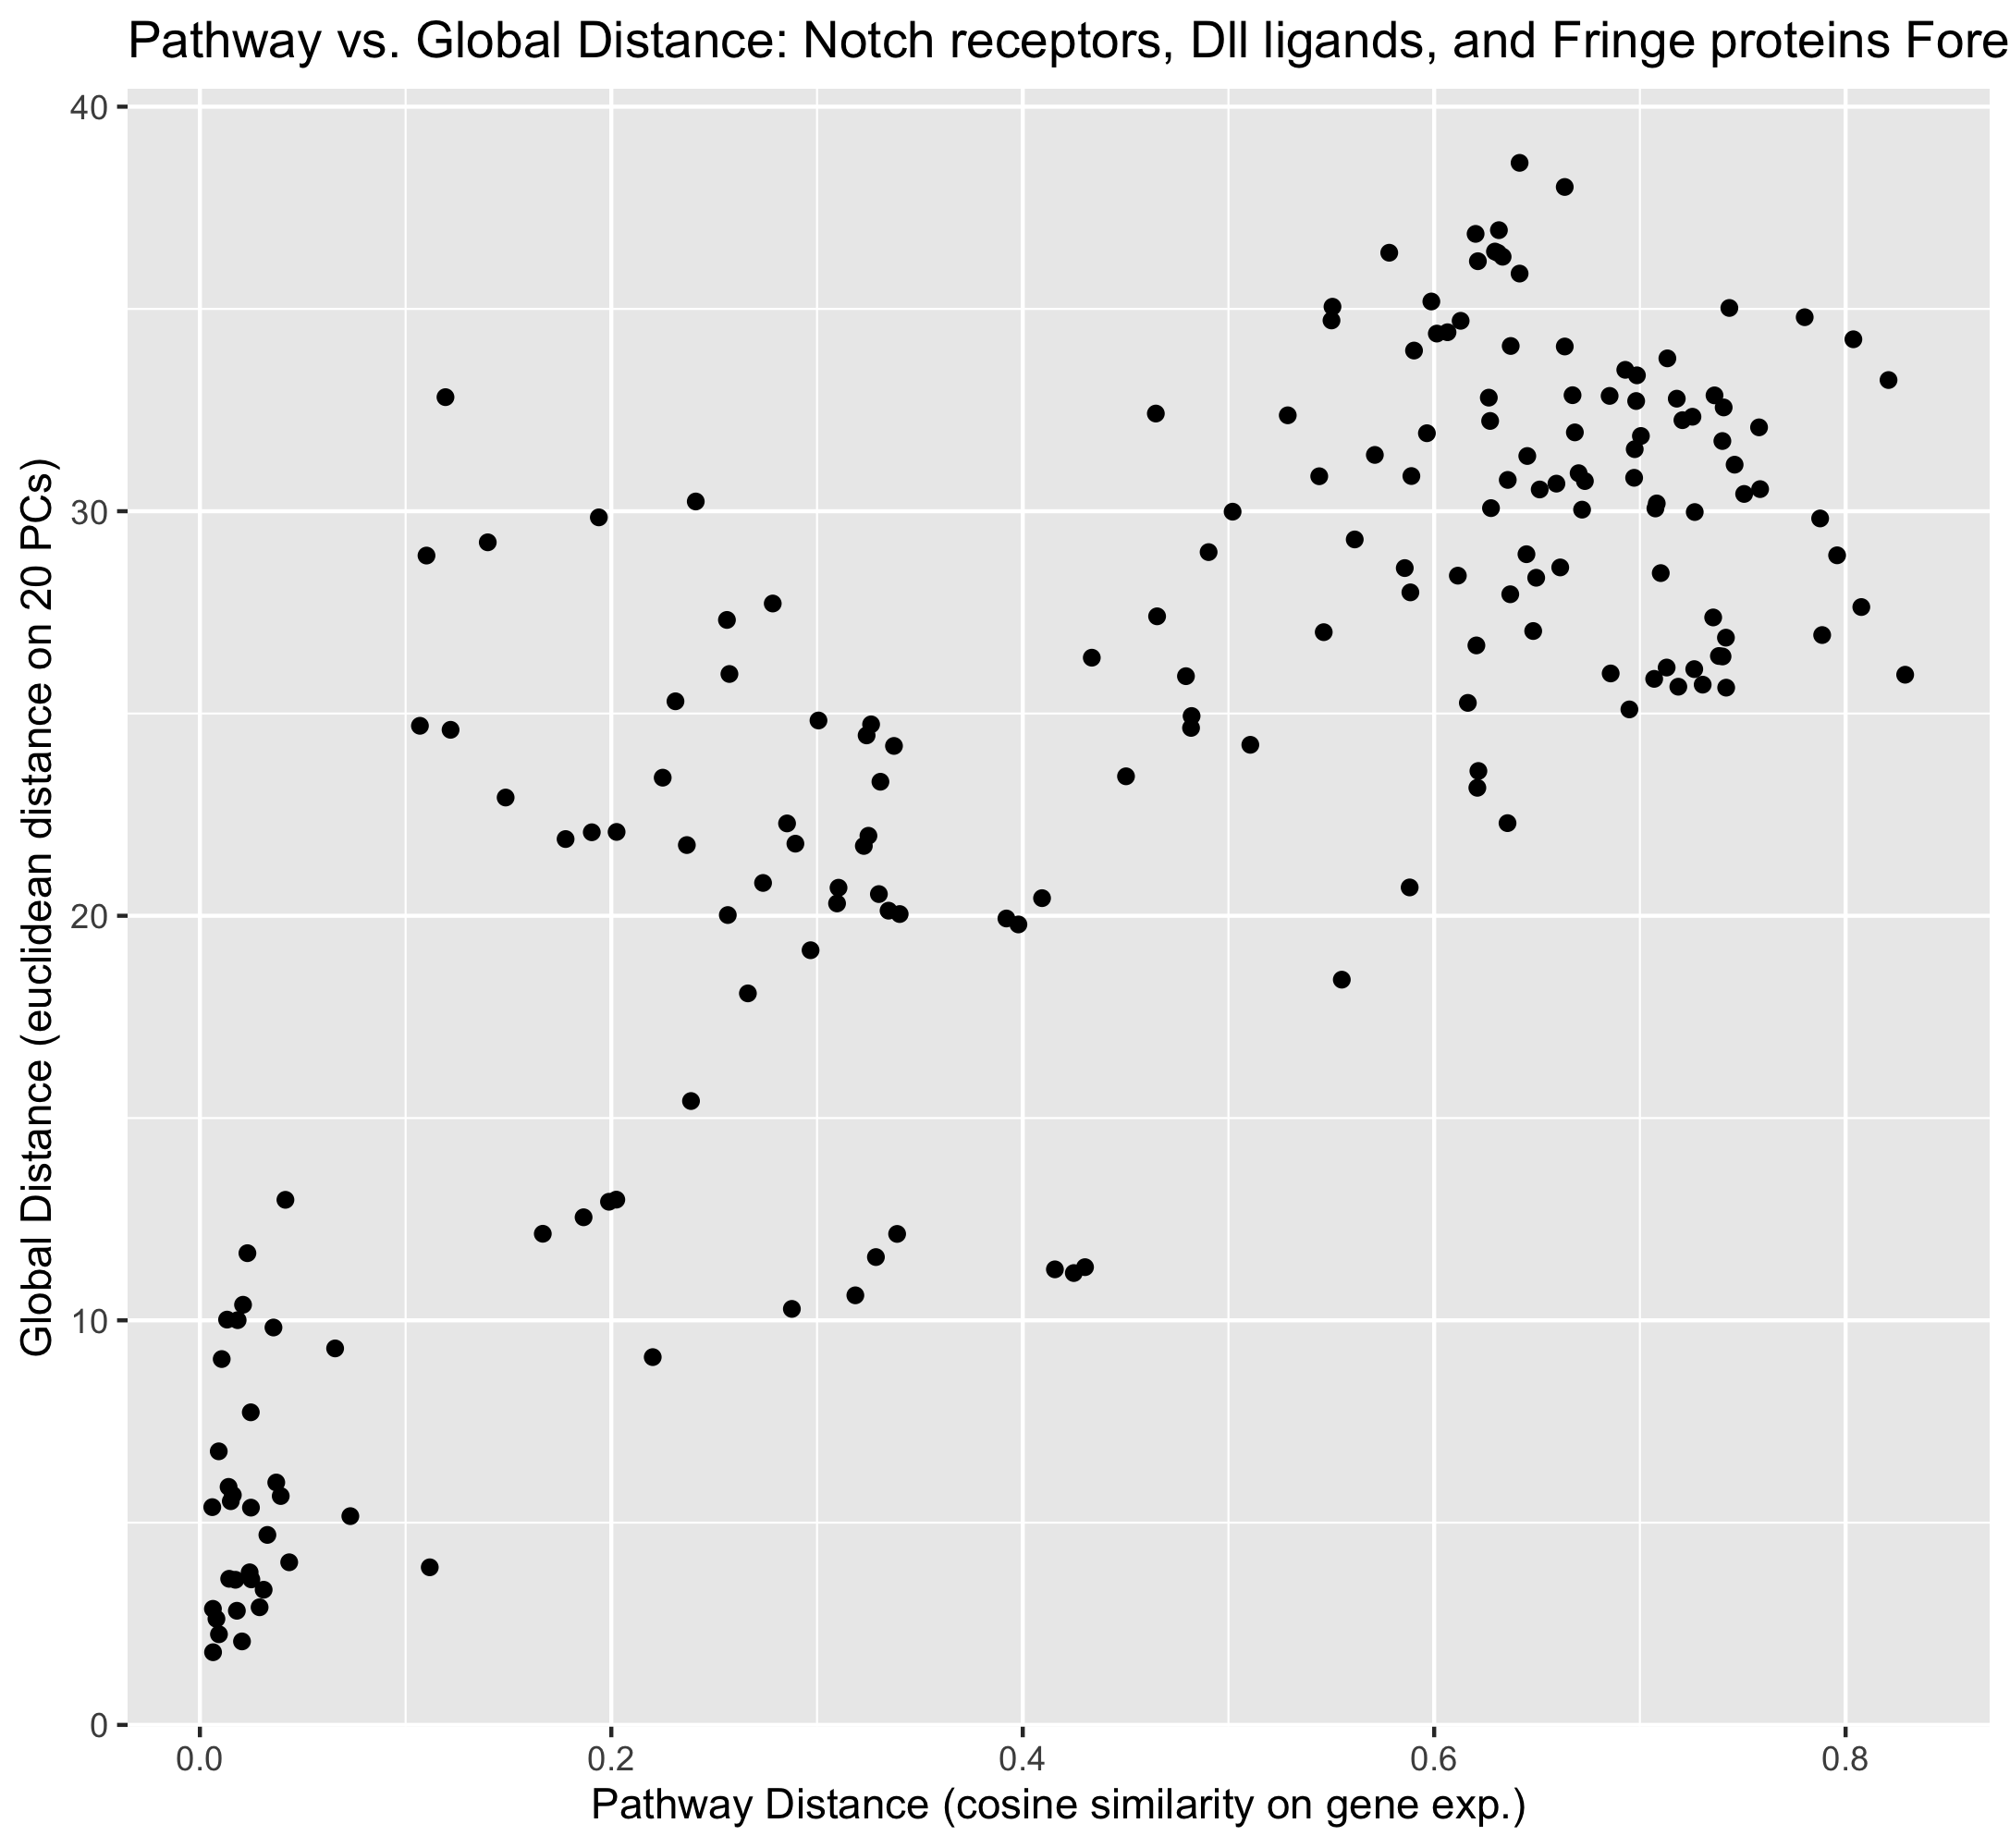 Pathway vs. Global Distance: Notch receptors, Dll ligands, and Fringe proteins Fore
Global Distance (euclidean distance on 20 PCs)
40
30
20
10
0
0.0 0.2 0.4 0.6 0.8
Pathway Distance (cosine similarity on gene exp.)